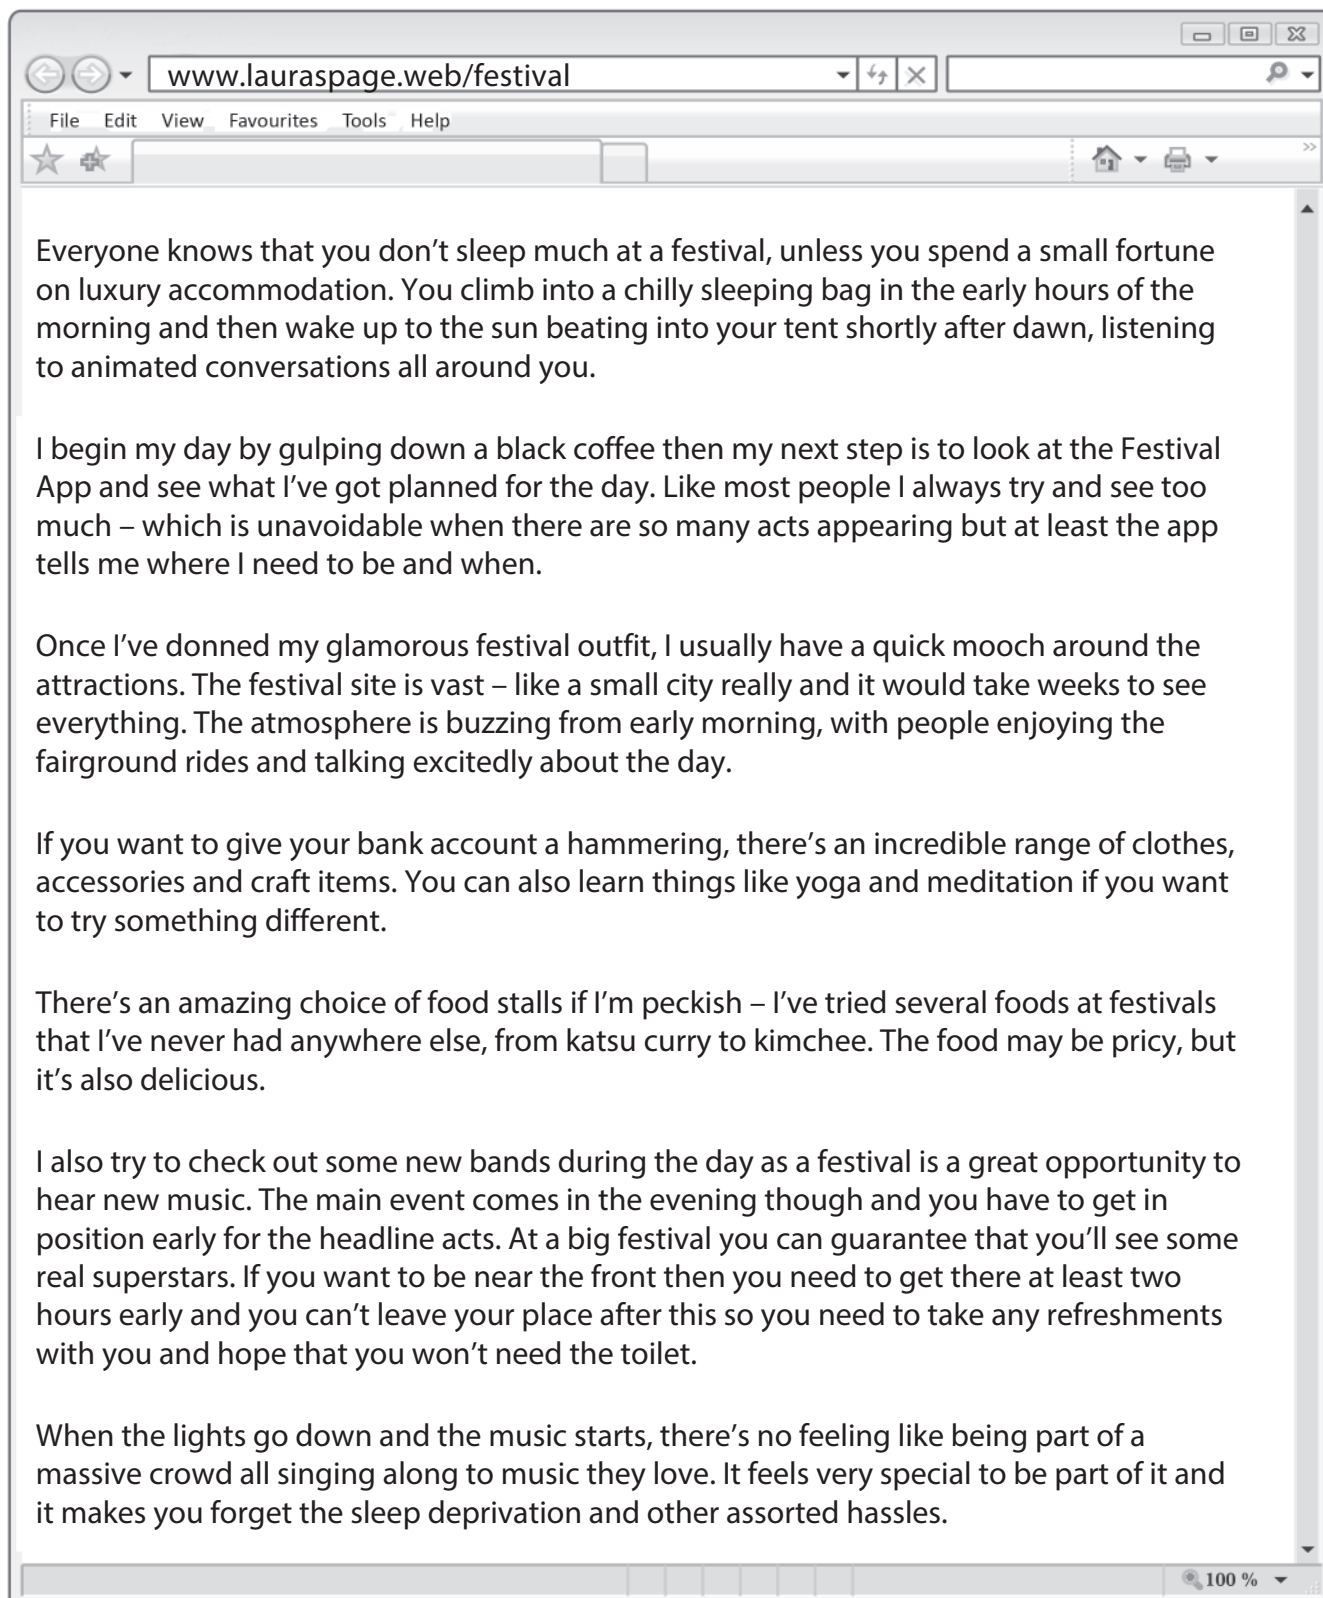 www.lauraspage.web/festival
File Edit View Favourites Tools Help
Everyone knows that you don't sleep much at a festival, unless you spend a small fortune
on luxury accommodation. You climb into a chilly sleeping bag in the early hours of the
morning and then wake up to the sun beating into your tent shortly after dawn, listening
to animated conversations all around you.
I begin my day by gulping down a black coffee then my next step is to look at the Festival
App and see what I've got planned for the day. Like most people I always try and see too
much – which is unavoidable when there are so many acts appearing but at least the app
tells me where I need to be and when.
Once I've donned my glamorous festival outfit, I usually have a quick mooch around the
attractions. The festival site is vast – like a small city really and it would take weeks to see
everything. The atmosphere is buzzing from early morning, with people enjoying the
fairground rides and talking excitedly about the day.
If you want to give your bank account a hammering, there's an incredible range of clothes,
accessories and craft items. You can also learn things like yoga and meditation if you want
to try something different.
There's an amazing choice of food stalls if I'm peckish – I've tried several foods at festivals
that I've never had anywhere else, from katsu curry to kimchee. The food may be pricy, but
it's also delicious.
I also try to check out some new bands during the day as a festival is a great opportunity to
hear new music. The main event comes in the evening though and you have to get in
position early for the headline acts. At a big festival you can guarantee that you'll see some
real superstars. If you want to be near the front then you need to get there at least two
hours early and you can't leave your place after this so you need to take any refreshments
with you and hope that you won't need the toilet.
When the lights go down and the music starts, there's no feeling like being part of a
massive crowd all singing along to music they love. It feels very special to be part of it and
it makes you forget the sleep deprivation and other assorted hassles.
100 %